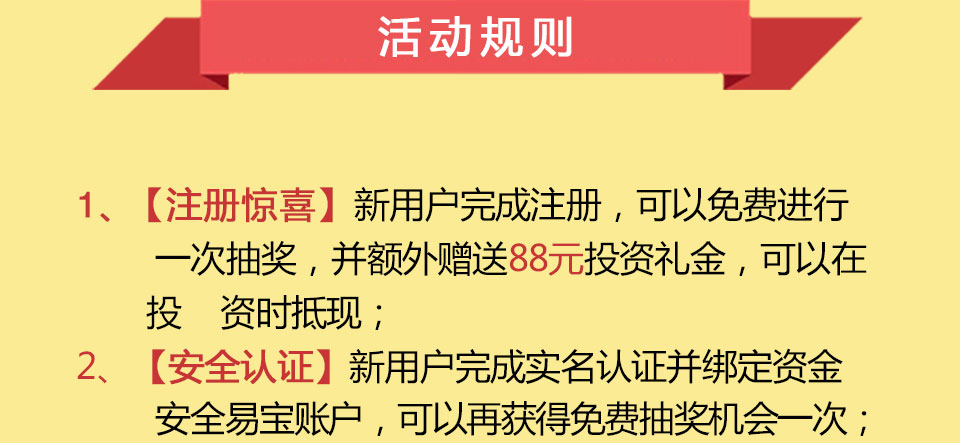 活动规则
1、【注册惊喜】新用户完成注册，可以免费进行
一次抽奖，并额外赠送88元投资礼金，可以在
投 资时抵现；
2、【安全认证】新用户完成实名认证并绑定资金
安全易宝账户，可以再获得免费抽奖机会一次；